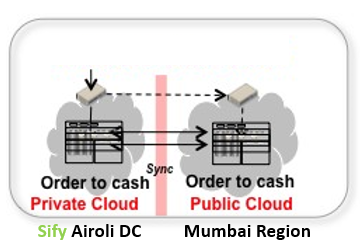 Sync
Order to cash
Private Cloud
Order to cash
Public Cloud
Sify Airoli DC
Mumbai Region